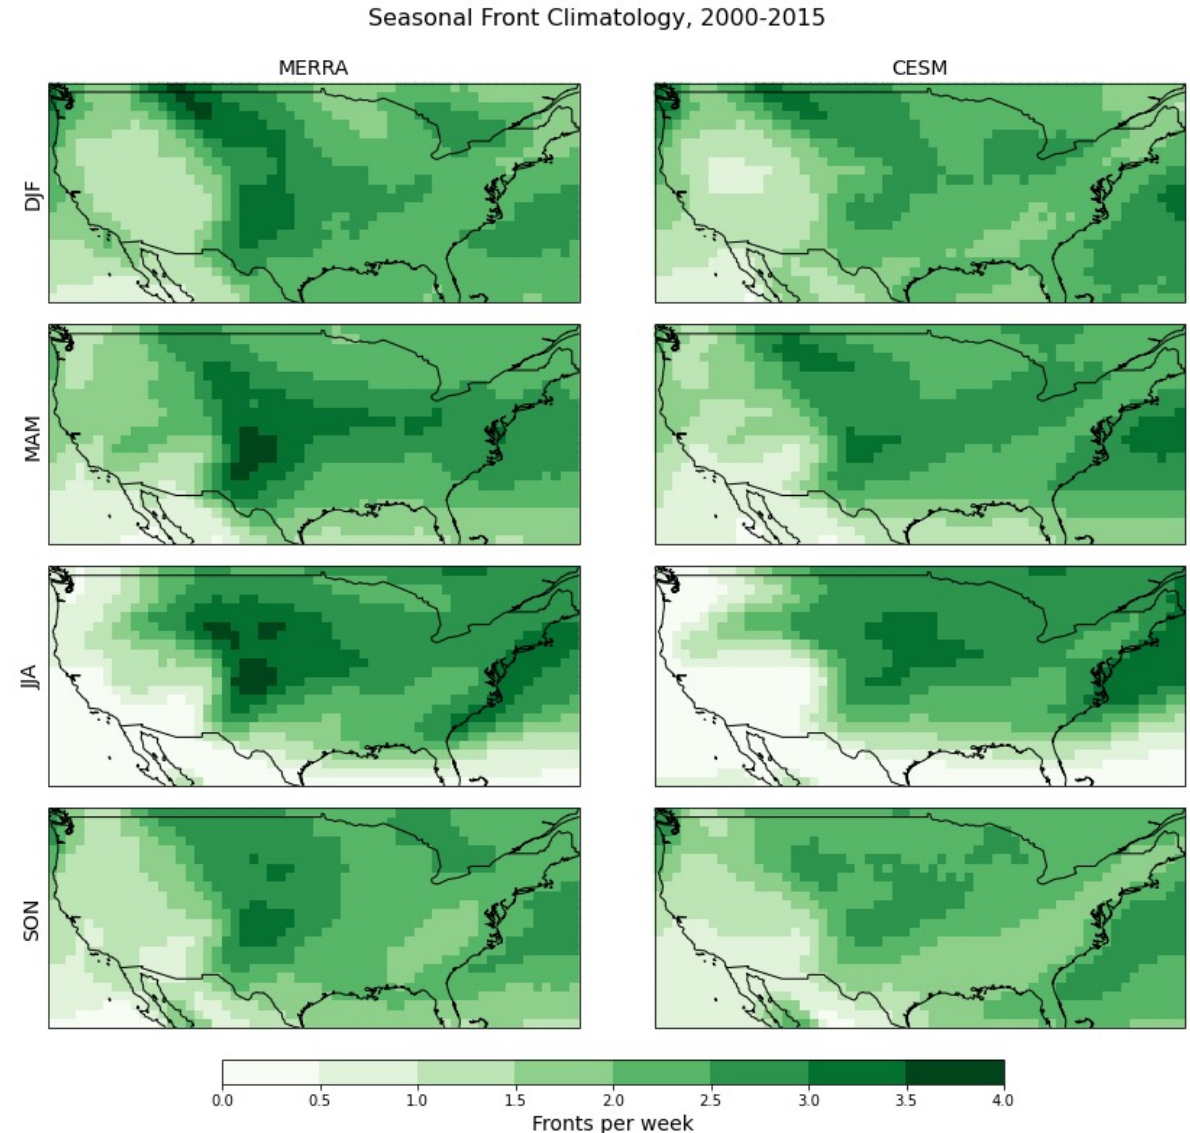 Seasonal Front Climatology, 2000-2015
MERRA
CESM
DJF
MAM
JJA
SON
0.0 0.5 1.0 1.5 2.0 2.5 3.0 3.5 4.0
Fronts per week